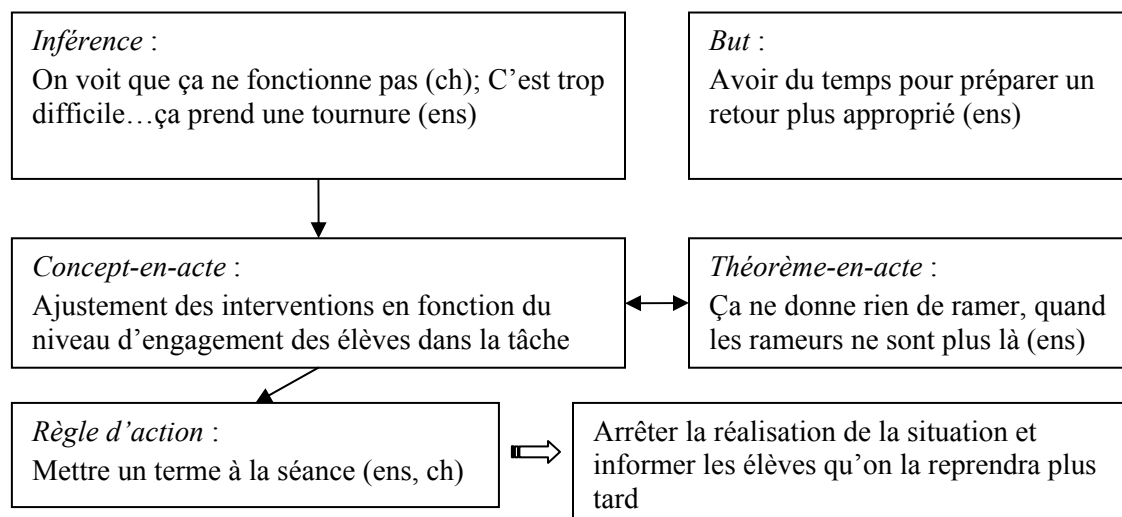 Inférence :
On voit que ça ne fonctionne pas (ch); C’est trop
difficile…ça prend une tournure (ens)
But :
Avoir du temps pour préparer un
retour plus approprié (ens)
Concept-en-acte :
Ajustement des interventions en fonction du
niveau d’engagement des élèves dans la tâche
Théorème-en-acte :
Ça ne donne rien de ramer, quand
les rameurs ne sont plus là (ens)
Règle d’action :
Mettre un terme à la séance (ens, ch)
Arrêter la réalisation de la situation et
informer les élèves qu’on la reprendra plus
tard